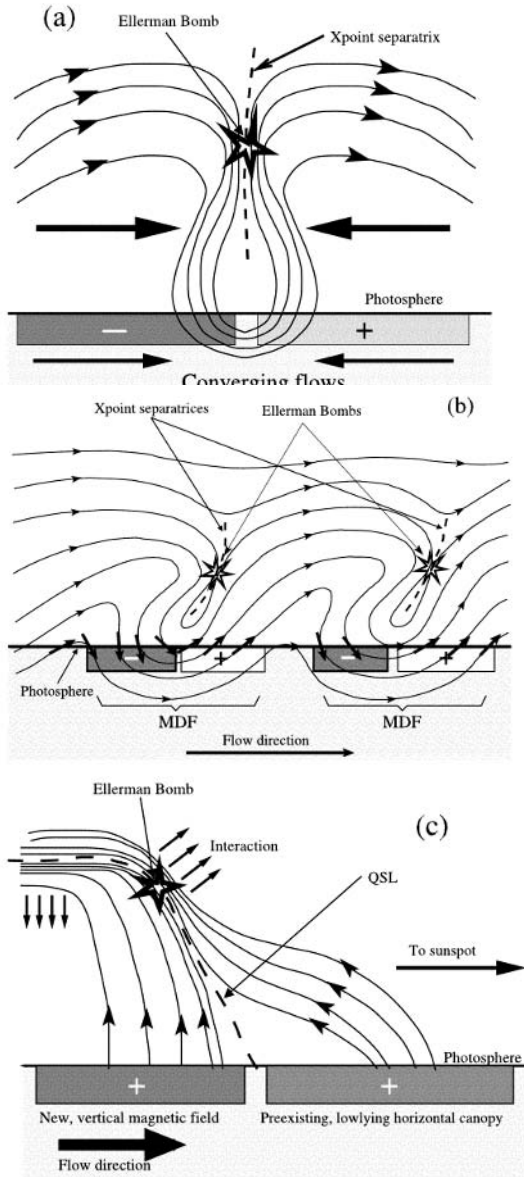 (a)
Ellerman Bomb
Xpoint separatrix
Photosphere
− +
Converging flows
(b)
Xpoint separatrices Ellerman Bombs
− + − +
Photosphere
MDF MDF
Flow direction
(c)
Ellerman Bomb
Interaction
QSL
To sunspot
Photosphere
+ +
New, vertical magnetic field Preexisting, lowlying horizontal canopy
Flow direction